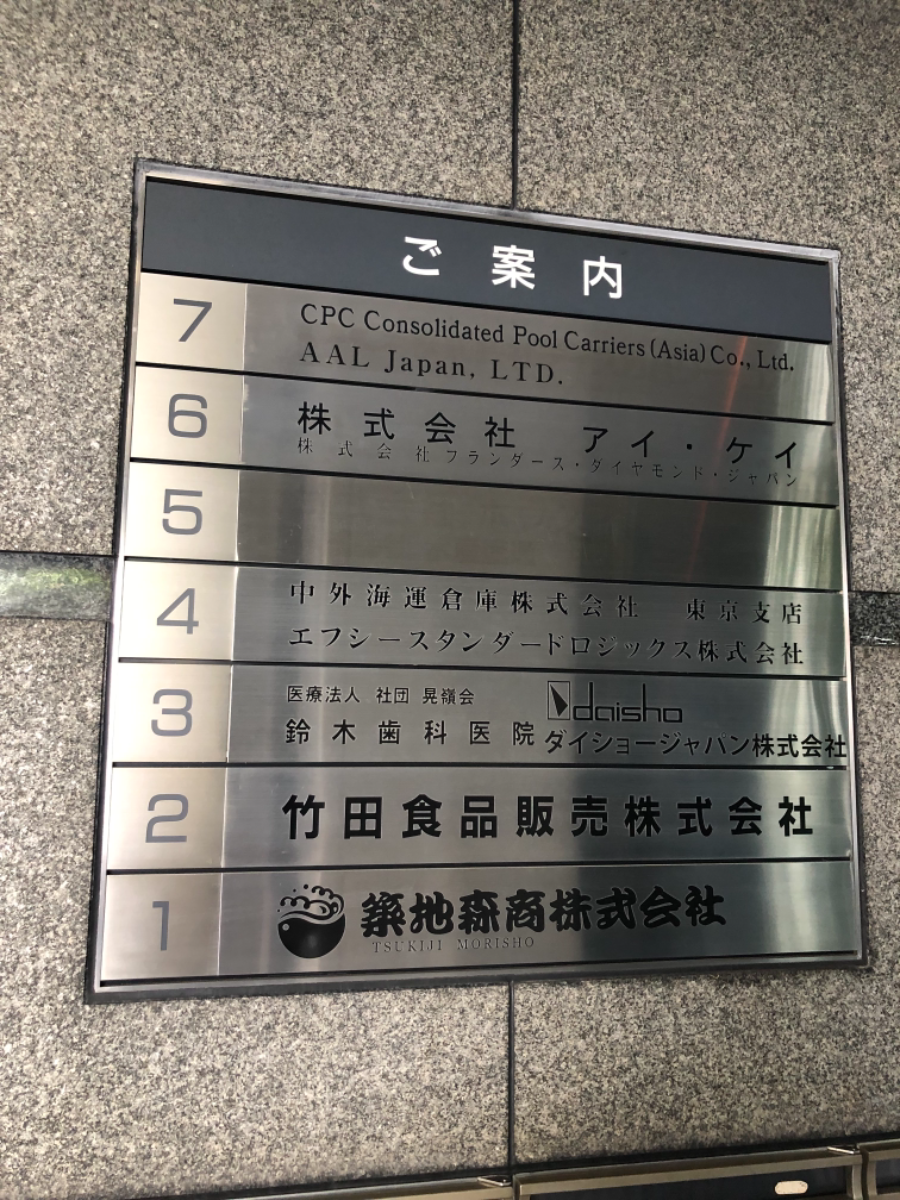 ご案内
7
CPC Consolidated Pool Carriers (Asia) Co., Ltd.
AAL Japan, LTD.
6
株式会社 アイ・ケイ
株式会社フランダース・ダイヤモンド・ジャパン
5
4
中外海運倉庫株式会社 東京支店
エフシースタンダードロジックス株式会社
3
医療法人 社団 晃嶺会
鈴木歯科医院
daisho
ダイショージャパン株式会社
2
竹田食品販売株式会社
1
築地森商株式会社
TSUKIJI MORISHO